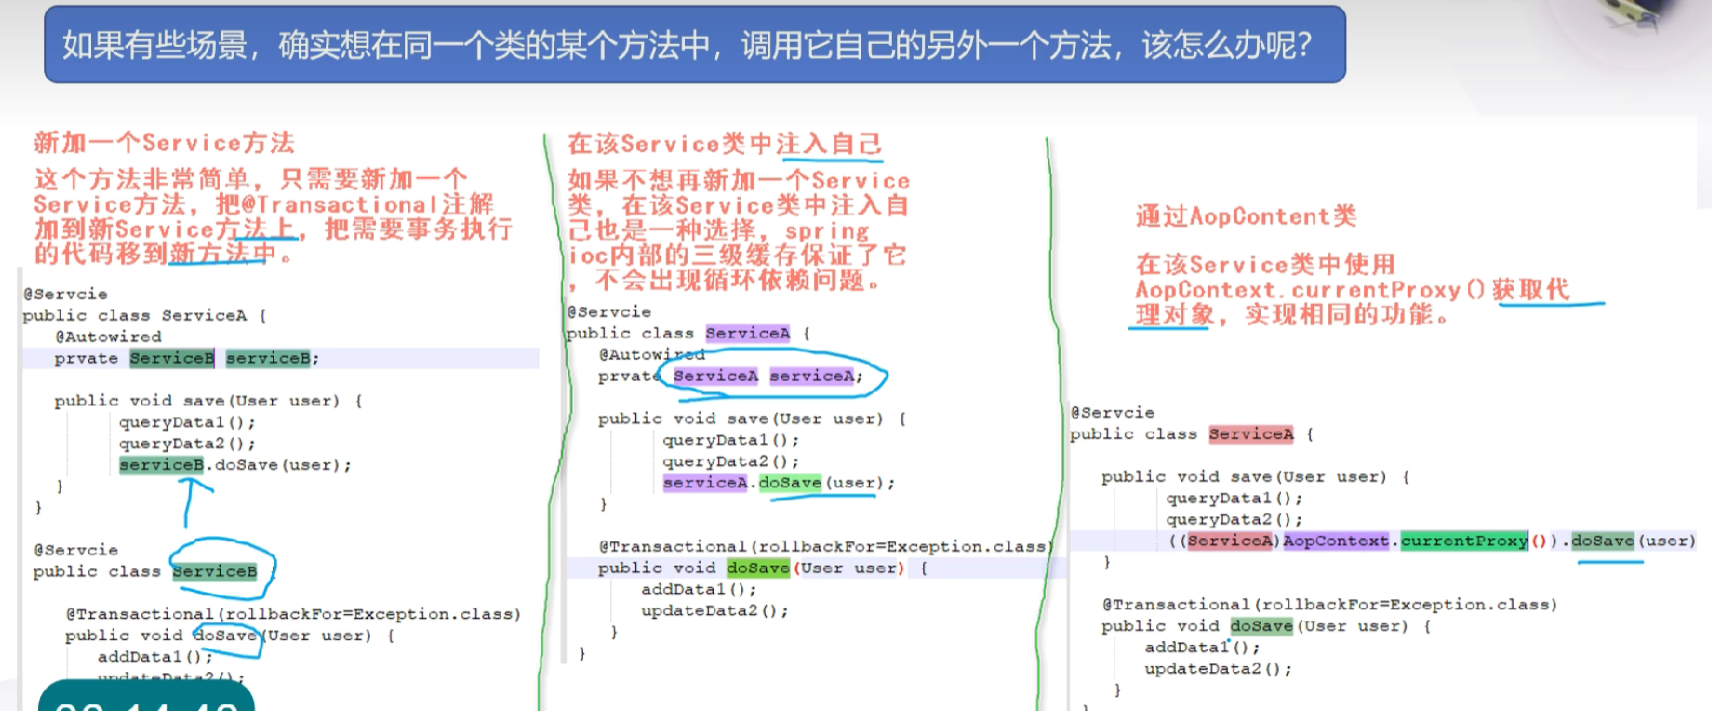 如果有些场景，确实想在同一个类的某个方法中，调用它自己的另外一个方法，该怎么办呢？
新加一个Service方法
这个方法非常简单，只需要新加一个
Service方法，把@Transactional注解
加到新Service方法上，把需要事务执行
的代码移到新方法中。
@Servcie
public class ServiceA {
@Autowired
prvate ServiceB serviceB;
public void save(User user) {
queryData1();
queryData2();
serviceB.doSave(user);
}
}
@Servcie
public class ServiceB
@Transactional(rollbackFor=Exception.class)
public void doSave(User user) {
addData1();
updateData2();
在该Service类中注入自己
如果不想再新加一个Service
类，在该Service类中注入自
己也是一种选择，spring
ioc内部的三级缓存保证了它
，不会出现循环依赖问题。
@Servcie
public class ServiceA {
@Autowired
prvate ServiceA serviceA;
public void save(User user) {
queryData1();
queryData2();
serviceA.doSave(user);
}
@Transactional(rollbackFor=Exception.class)
public void doSave(User user) {
addData1();
updateData2();
}
}
通过AopContent类
在该Service类中使用
AopContext.currentProxy()获取代
理对象，实现相同的功能。
@Servcie
public class ServiceA {
public void save(User user) {
queryData1();
queryData2();
((ServiceA)AopContext.currentProxy()).doSave(user)
}
@Transactional(rollbackFor=Exception.class)
public void doSave(User user) {
addData1();
updateData2();
}
}